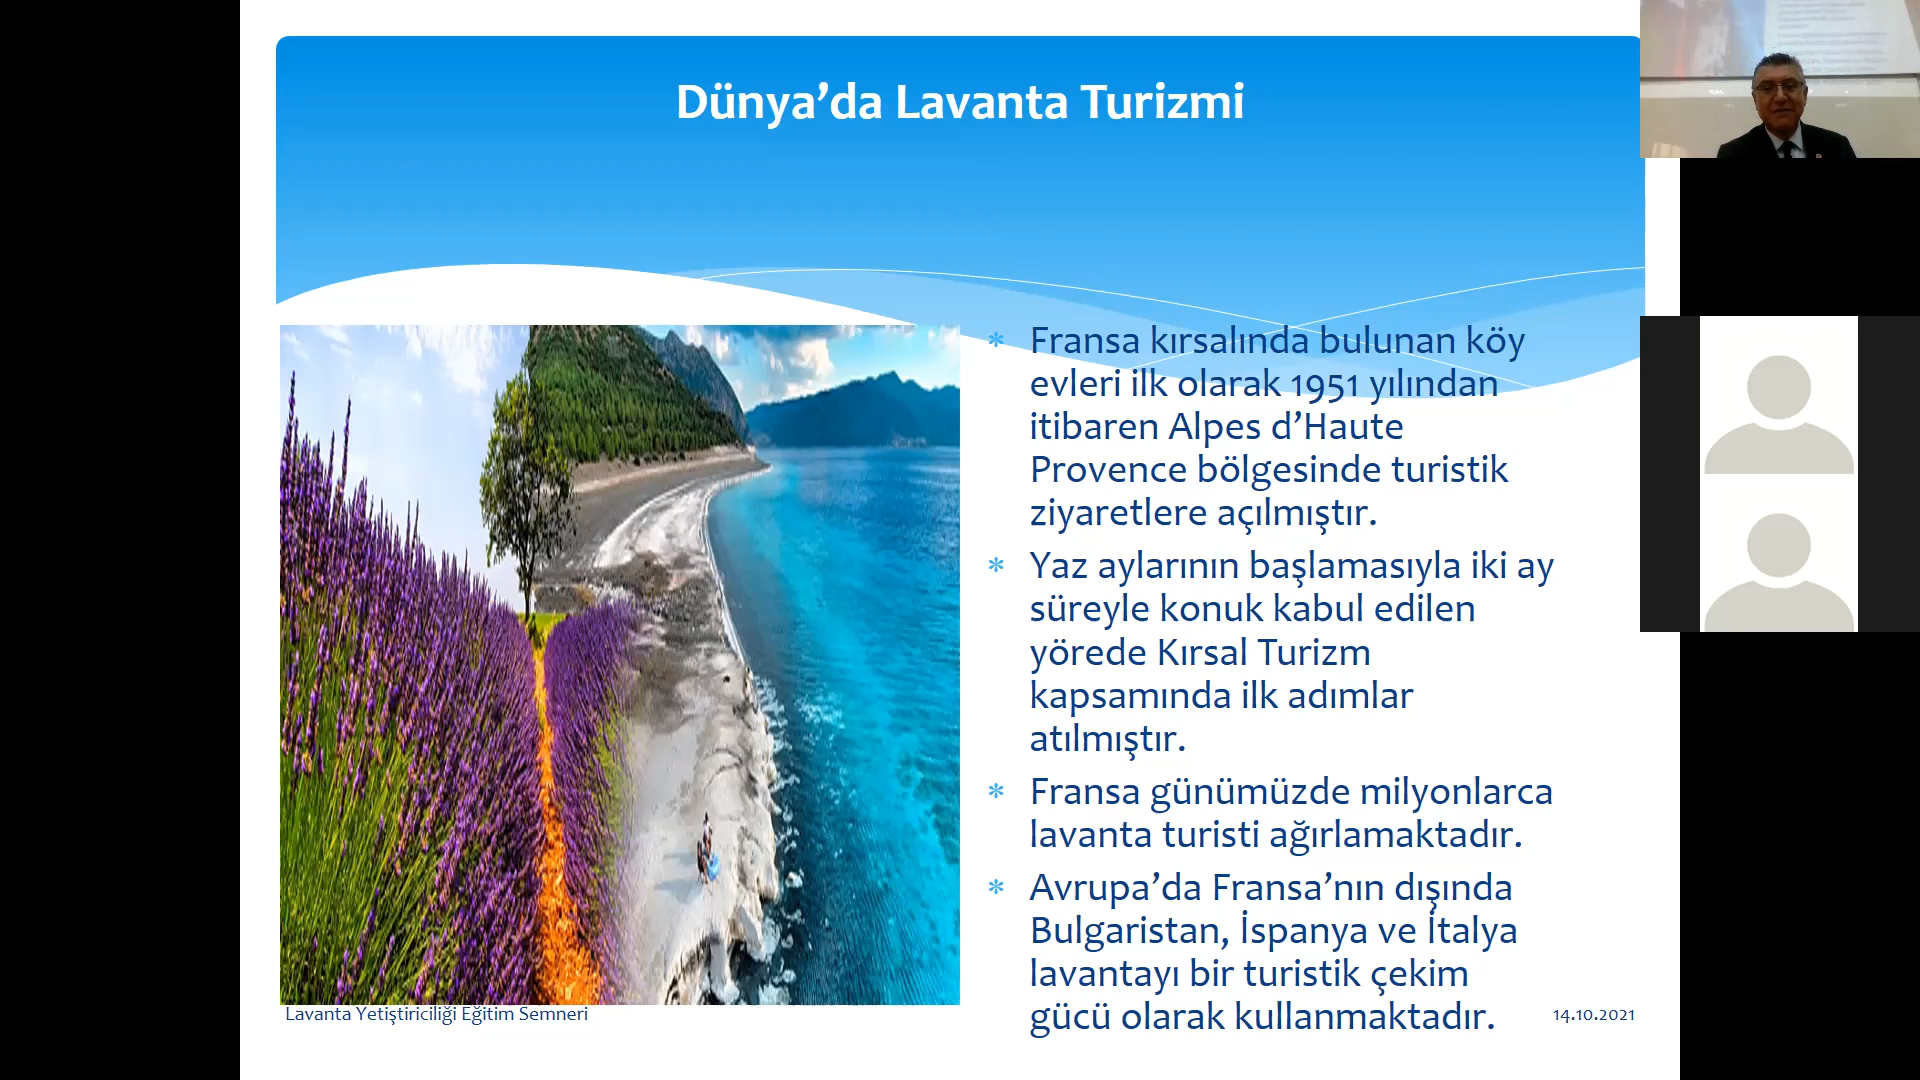 Dünya’da Lavanta Turizmi
* Fransa kırsalında bulunan köy
evleri ilk olarak 1951 yılından
itibaren Alpes d’Haute
Provence bölgesinde turistik
ziyaretlere açılmıştır.
* Yaz aylarının başlamasıyla iki ay
süreyle konuk kabul edilen
yörede Kırsal Turizm
kapsamında ilk adımlar
atılmıştır.
* Fransa günümüzde milyonlarca
lavanta turisti ağırlamaktadır.
* Avrupa’da Fransa’nın dışında
Bulgaristan, İspanya ve İtalya
lavantayı bir turistik çekim
gücü olarak kullanmaktadır.
Lavanta Yetiştiriciliği Eğitim Semneri
14.10.2021